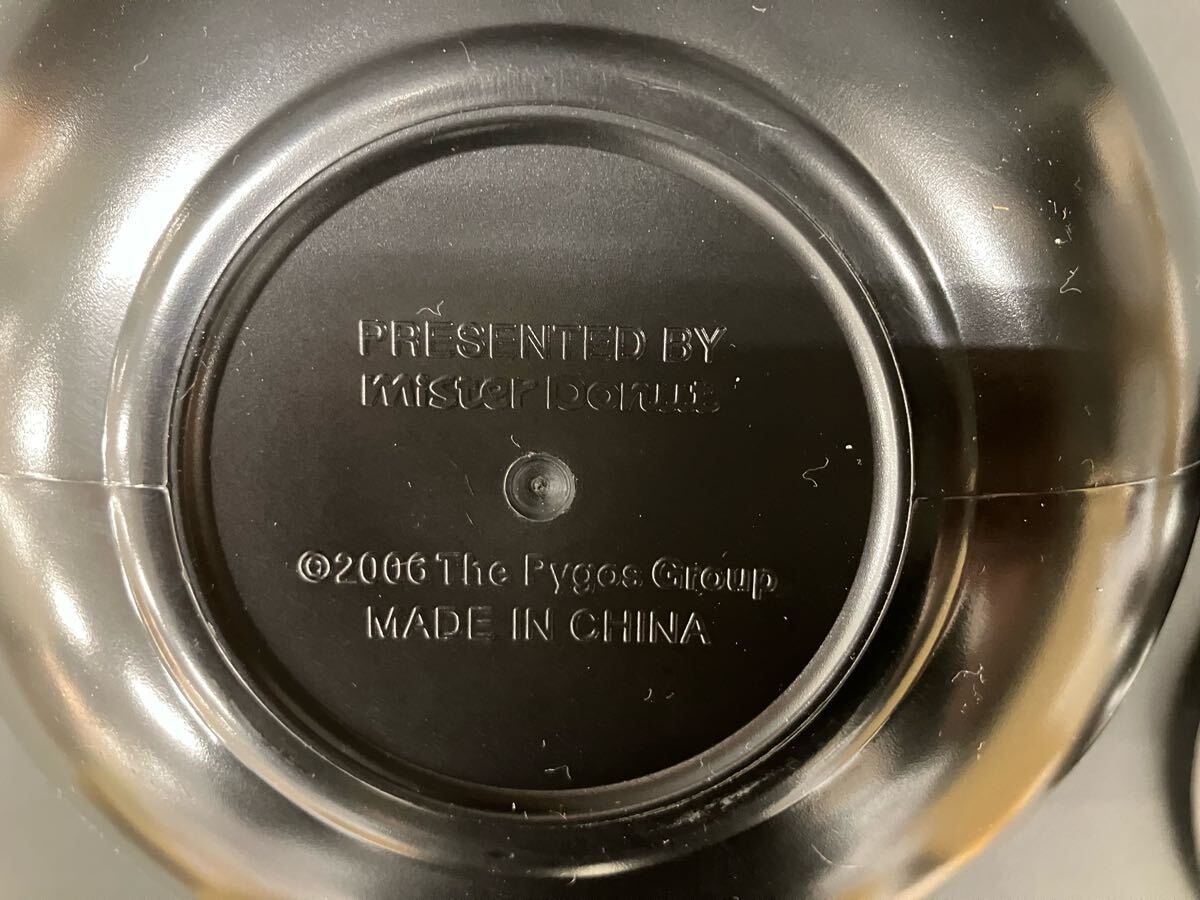 PRESENTED BY
mister Donut
©2006 The Pygos Group
MADE IN CHINA